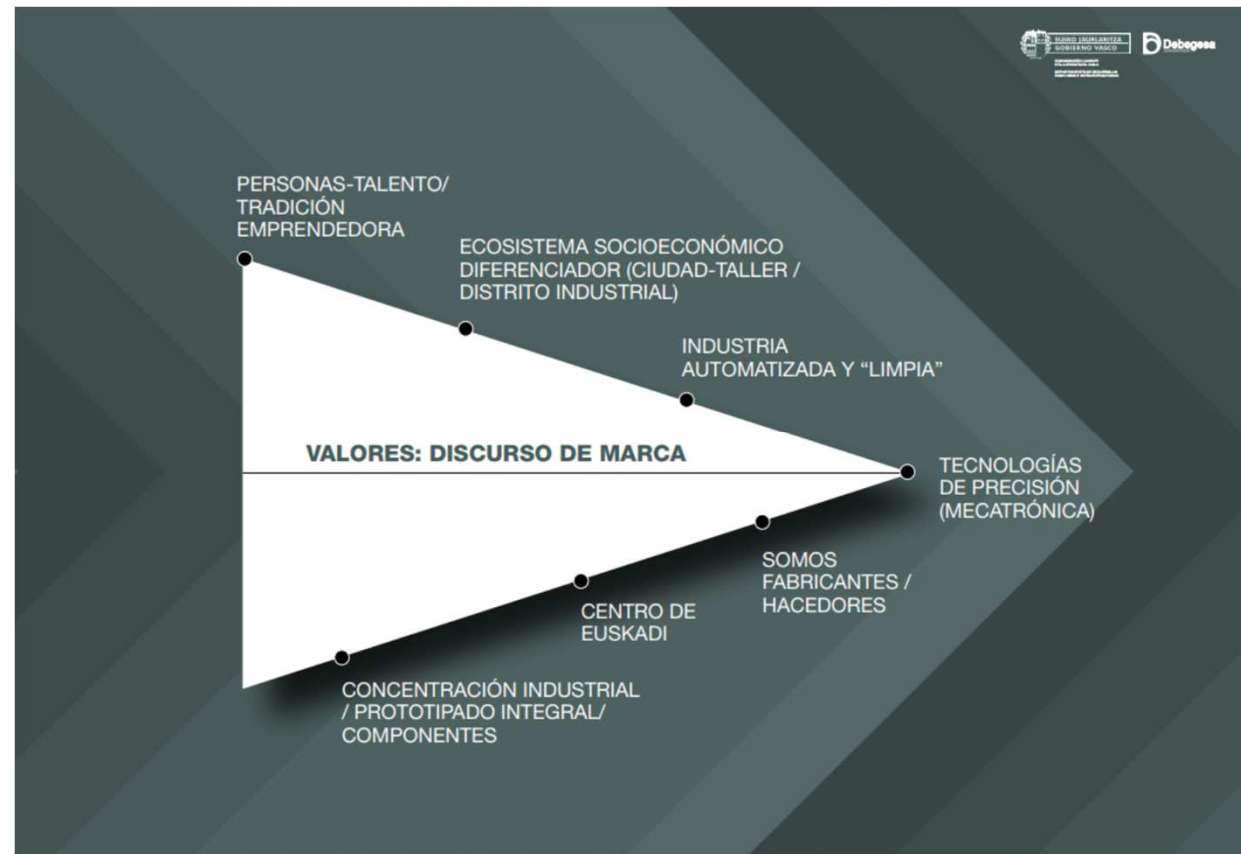 EUSKO JAURLARITZA
GOBIERNO VASCO
Debegesa
PERSONAS-TALENTO/
TRADICIÓN
EMPRENDEDORA
ECOSISTEMA SOCIOECONÓMICO
DIFERENCIADOR (CIUDAD-TALLER /
DISTRITO INDUSTRIAL)
INDUSTRIA
AUTOMATIZADA Y “LIMPIA”
VALORES: DISCURSO DE MARCA
TECNOLOGÍAS
DE PRECISIÓN
(MECATRÓNICA)
SOMOS
FABRICANTES /
HACEDORES
CENTRO DE
EUSKADI
CONCENTRACIÓN INDUSTRIAL
/ PROTOTIPADO INTEGRAL/
COMPONENTES